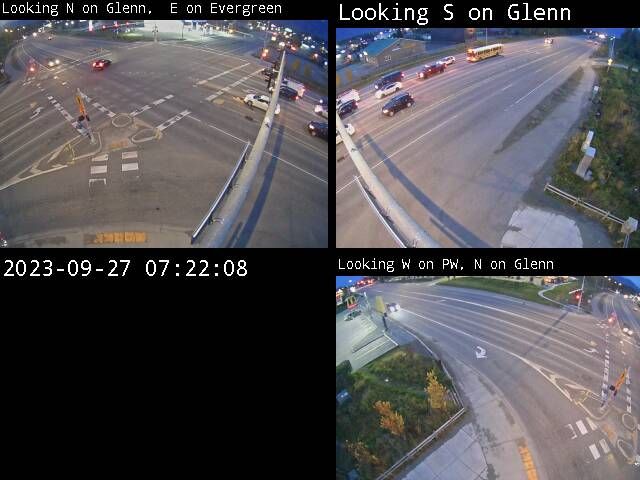 Looking N on Glenn,  E on Evergreen
Looking S on Glenn
2023-09-27 07:22:08
Looking W on PW, N on Glenn